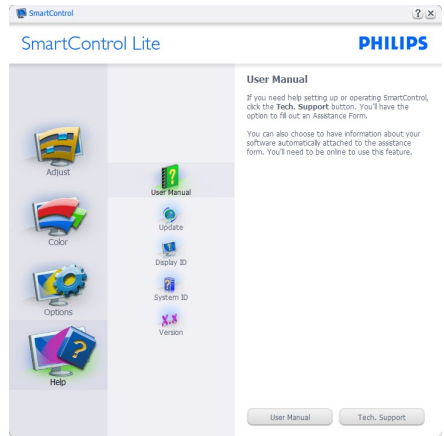 SmartControl
SmartControl Lite
PHILIPS
Adjust
Color
Options
Help
User Manual
Update
Display ID
System ID
X.X
Version
User Manual
If you need help setting up or operating SmartControl,
click the Tech. Support button. You'll have the
option to fill out an Assistance Form.
You can also choose to have information about your
software automatically attached to the assistance
form. You'll need to be online to use this feature.
User Manual
Tech. Support